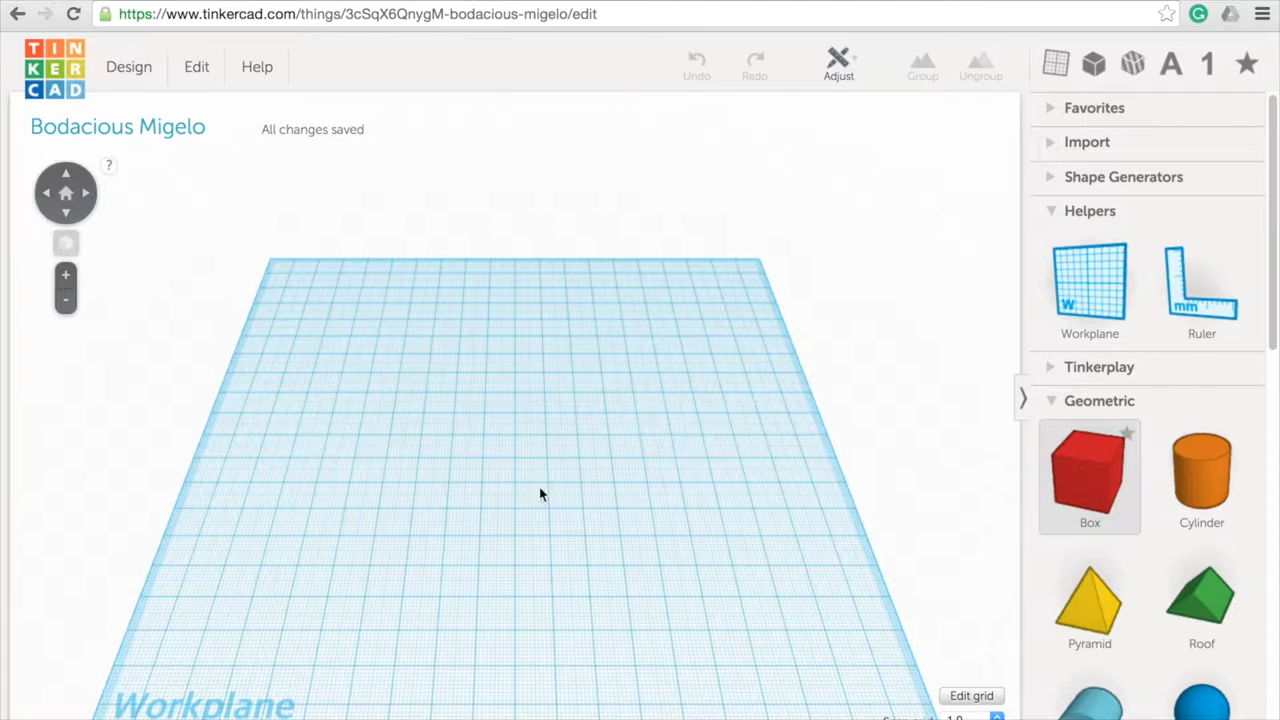 https://www.tinkercad.com/things/3cSqX6QnygM-bodacious-migelo/edit
TIN
KER
CAD
Design
Edit
Help
Undo
Redo
Adjust
Group
Ungroup
A
1
Bodacious Migelo
All changes saved
?
+
-
Favorites
Import
Shape Generators
Helpers
W
mm
Workplane
Ruler
Tinkerplay
Geometric
Box
Cylinder
Pyramid
Roof
Workplane
Edit grid